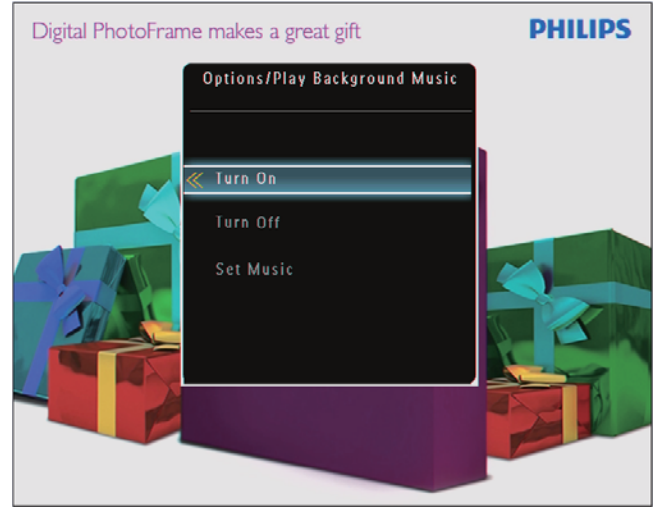 Digital PhotoFrame makes a great gift
PHILIPS
Options/Play Background Music
Turn On
Turn Off
Set Music